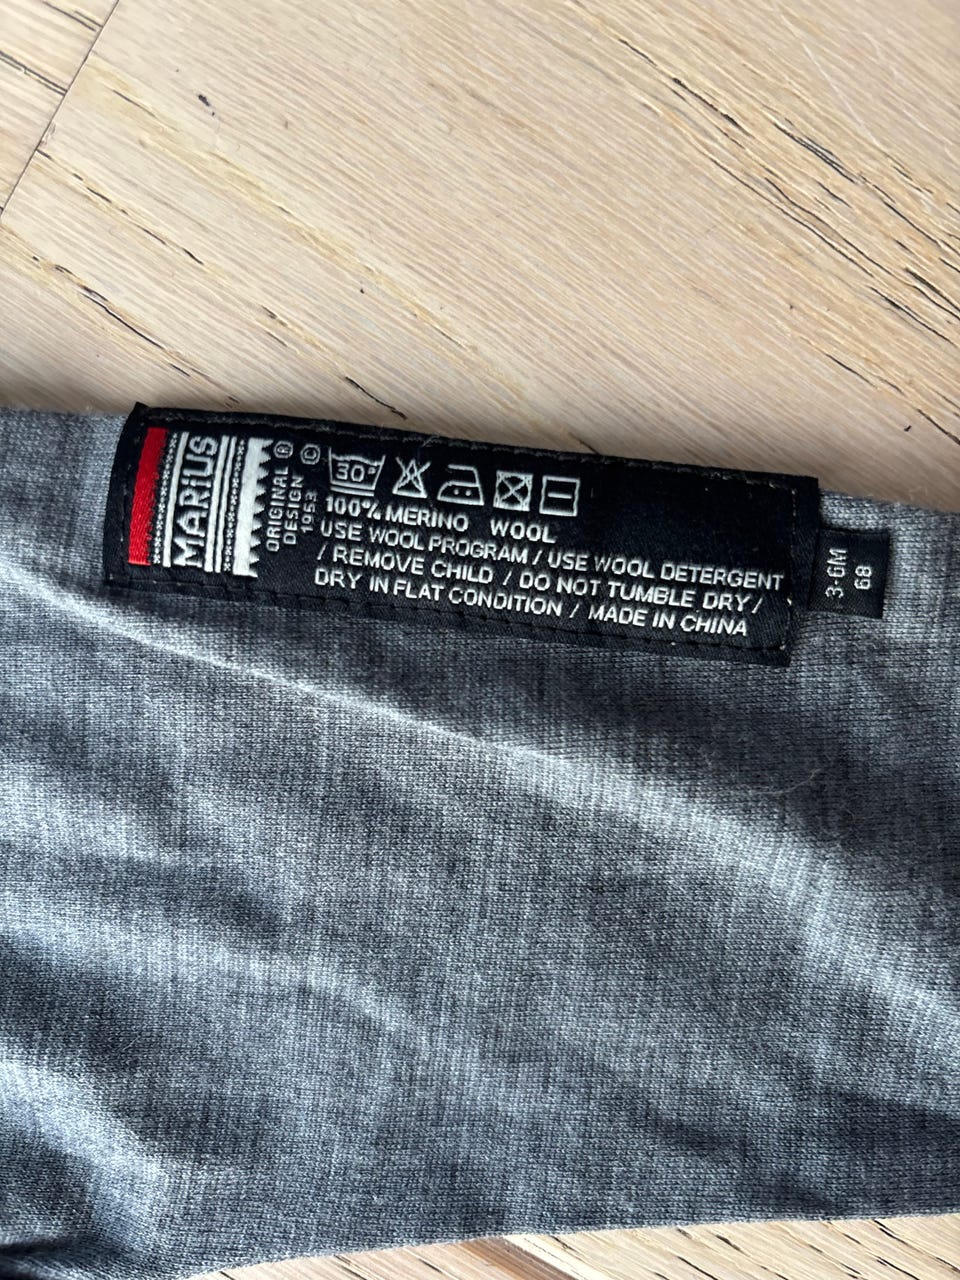 MARIUS
®
ORIGINAL
DESIGN
1953
©
30°
100% MERINO WOOL
USE WOOL PROGRAM / USE WOOL DETERGENT
/ REMOVE CHILD / DO NOT TUMBLE DRY /
DRY IN FLAT CONDITION / MADE IN CHINA
3-6M
68